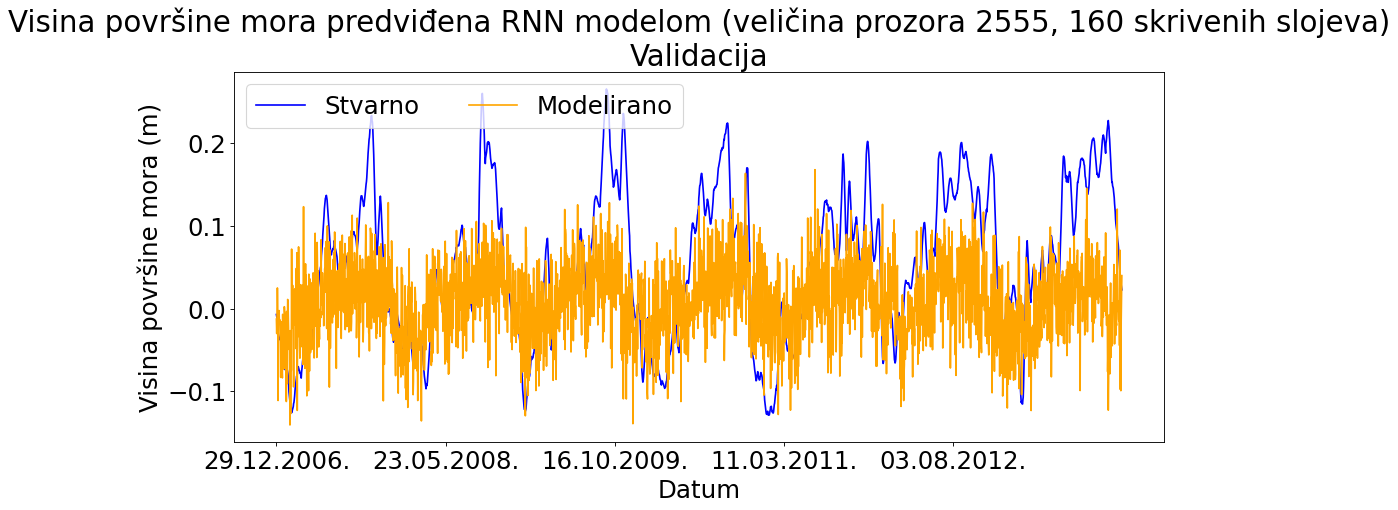 Visina površine mora predviđena RNN modelom (veličina prozora 2555, 160 skrivenih slojeva)
Validacija
Stvarno Modelirano
Visina površine mora (m)
0.2
0.1
0.0
−0.1
29.12.2006. 23.05.2008. 16.10.2009. 11.03.2011. 03.08.2012.
Datum